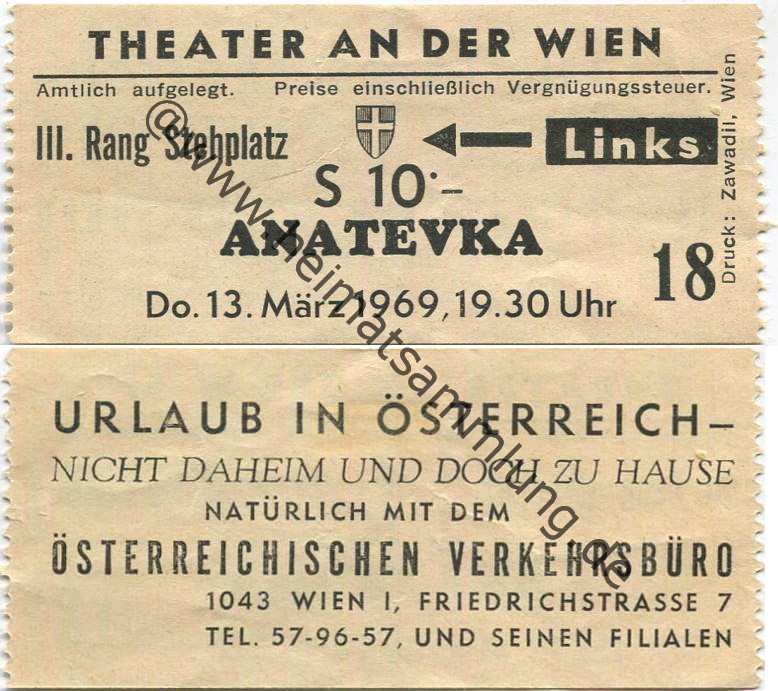 THEATER AN DER WIEN
Amtlich aufgelegt. Preise einschließlich Vergnügungssteuer.
III. Rang Stehplatz Links
S 10·-
ANATEVKA
Do. 13. März 1969, 19.30 Uhr
18
Druck: Zawadil, Wien
URLAUB IN ÖSTERREICH–
NICHT DAHEIM UND DOCH ZU HAUSE
NATÜRLICH MIT DEM
ÖSTERREICHISCHEN VERKEHRSBÜRO
1043 WIEN I, FRIEDRICHSTRASSE 7
TEL. 57-96-57, UND SEINEN FILIALEN
@www.heimatsammlung.de